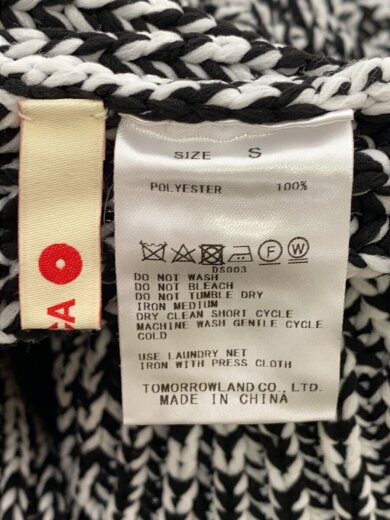 SIZE S
POLYESTER 100%
F W
DS003
DO NOT WASH
DO NOT BLEACH
DO NOT TUMBLE DRY
IRON MEDIUM
DRY CLEAN SHORT CYCLE
MACHINE WASH GENTLE CYCLE
COLD
USE LAUNDRY NET
IRON WITH PRESS CLOTH
TOMORROWLAND CO., LTD.
MADE IN CHINA
CA